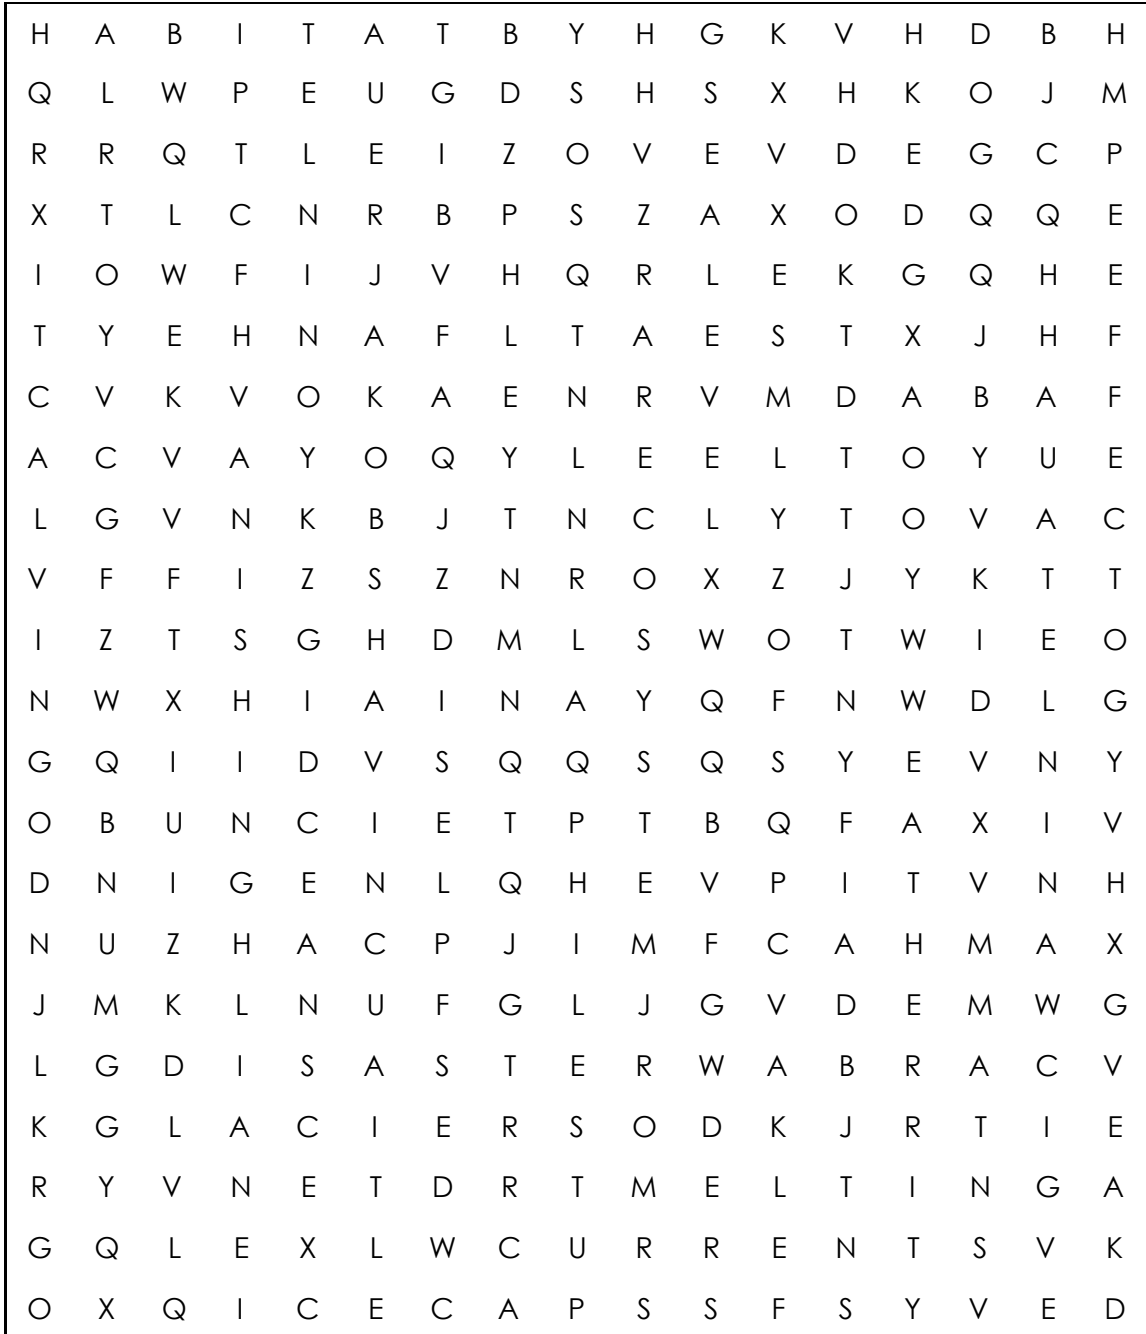 H A B I T A T B Y H G K V H D B H
Q L W P E U G D S H S X H K O J M
R R Q T L E I Z O V E V D E G C P
X T L C N R B P S Z A X O D Q Q E
I O W F I J V H Q R L E K G Q H E
T Y E H N A F L T A E S T X J H F
C V K V O K A E N R V M D A B A F
A C V A Y O Q Y L E E L T O Y U E
L G V N K B J T N C L Y T O V A C
V F F I Z S Z N R O X Z J Y K T T
I Z T S G H D M L S W O T W I E O
N W X H I A I N A Y Q F N W D L G
G Q I I D V S Q Q S Q S Y E V N Y
O B U N C I E T P T B Q F A X I V
D N I G E N L Q H E V P I T V N H
N U Z H A C P J I M F C A H M A X
J M K L N U F G L J G V D E M W G
L G D I S A S T E R W A B R A C V
K G L A C I E R S O D K J R T I E
R Y V N E T D R T M E L T I N G A
G Q L E X L W C U R R E N T S V K
O X Q I C E C A P S S F S Y V E D